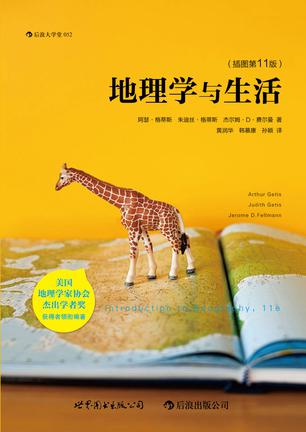 后浪大学堂 052
（插图第11版）
地理学与生活
阿瑟·格蒂斯 朱迪丝·格蒂斯 杰尔姆·D·费尔曼 著
黄润华 韩慕康 孙颖 译
Arthur Getis
Judith Getis
Jerome D.Fellmann
美国
地理学家协会
杰出学者奖
获得者领衔编著
Introduction to Geography, 11e
世界图书出版公司
后浪出版公司